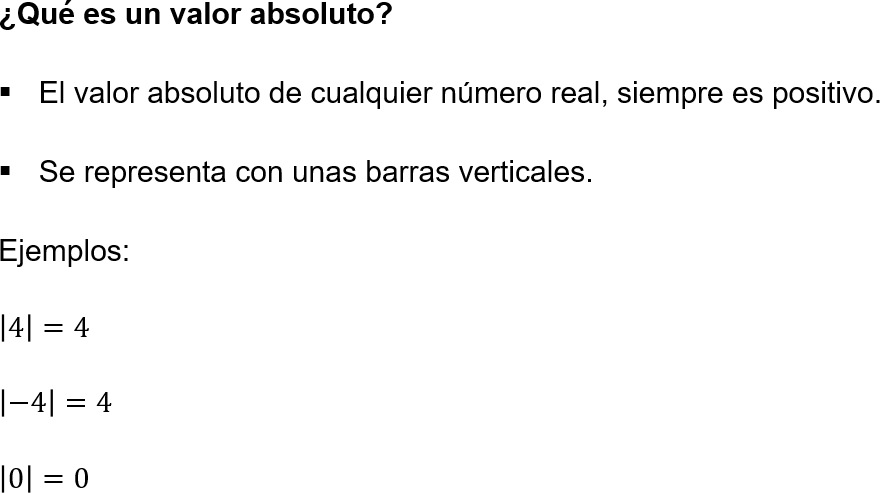 ¿Qué es un valor absoluto?
▪ El valor absoluto de cualquier número real, siempre es positivo.
▪ Se representa con unas barras verticales.
Ejemplos:
|4| = 4
|−4| = 4
|0| = 0